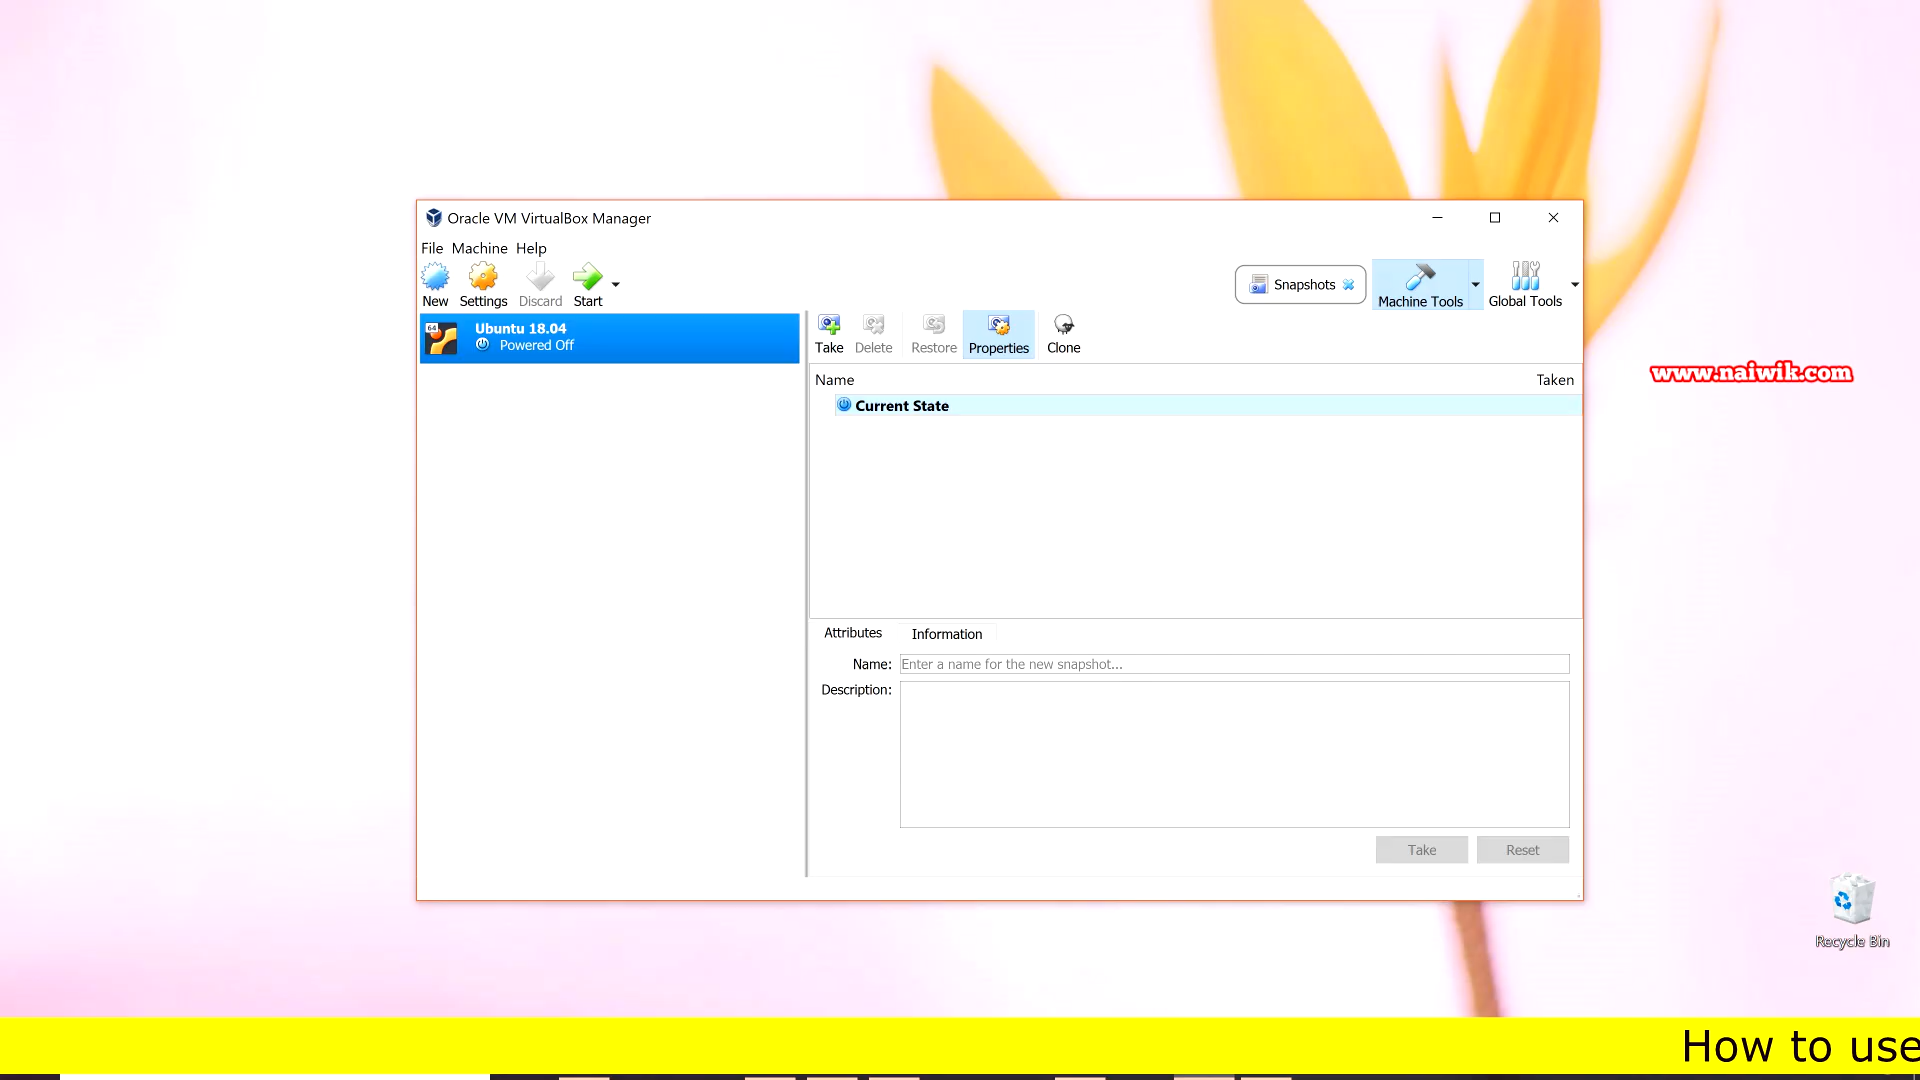 Oracle VM VirtualBox Manager
File Machine Help
New Settings Discard Start
Snapshots
Machine Tools
Global Tools
64
Ubuntu 18.04
Powered Off
Take Delete Restore Properties Clone
Name Taken
Current State
www.naiwik.com
Attributes Information
Name: Enter a name for the new snapshot...
Description:
Take Reset
Recycle Bin
How to use